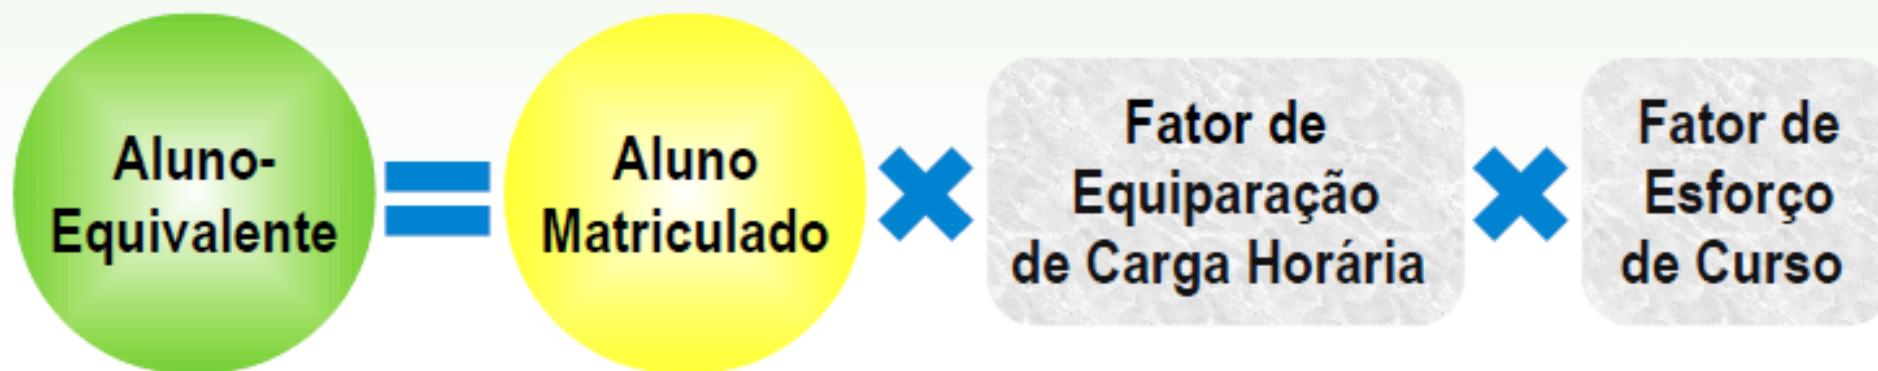 Aluno-
Equivalente
Aluno
Matriculado
Fator de
Equiparação
de Carga Horária
Fator de
Esforço
de Curso